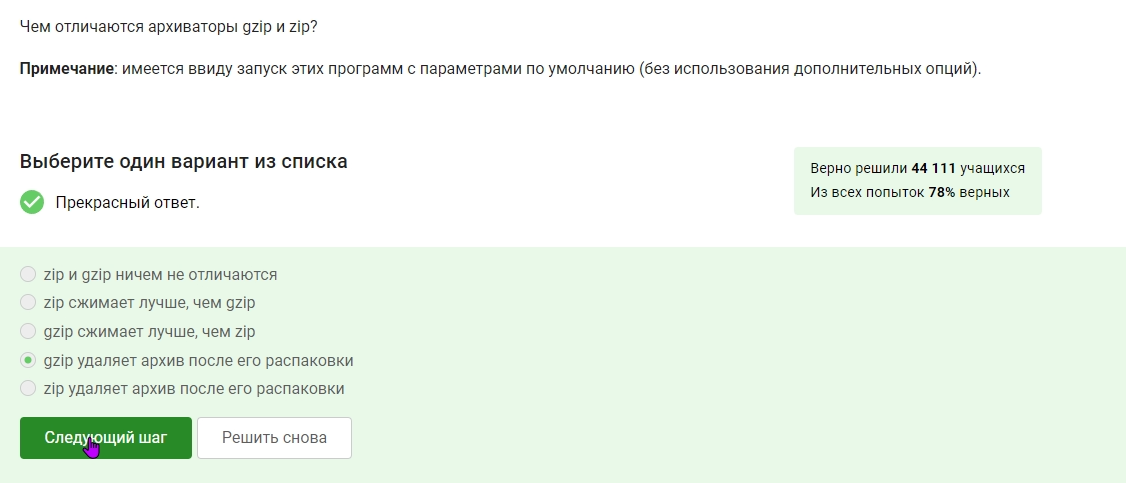 Чем отличаются архиваторы gzip и zip?
Примечание: имеется ввиду запуск этих программ с параметрами по умолчанию (без использования дополнительных опций).
Выберите один вариант из списка
Прекрасный ответ.
Верно решили 44 111 учащихся
Из всех попыток 78% верных
zip и gzip ничем не отличаются
zip сжимает лучше, чем gzip
gzip сжимает лучше, чем zip
gzip удаляет архив после его распаковки
zip удаляет архив после его распаковки
Следующий шаг
Решить снова